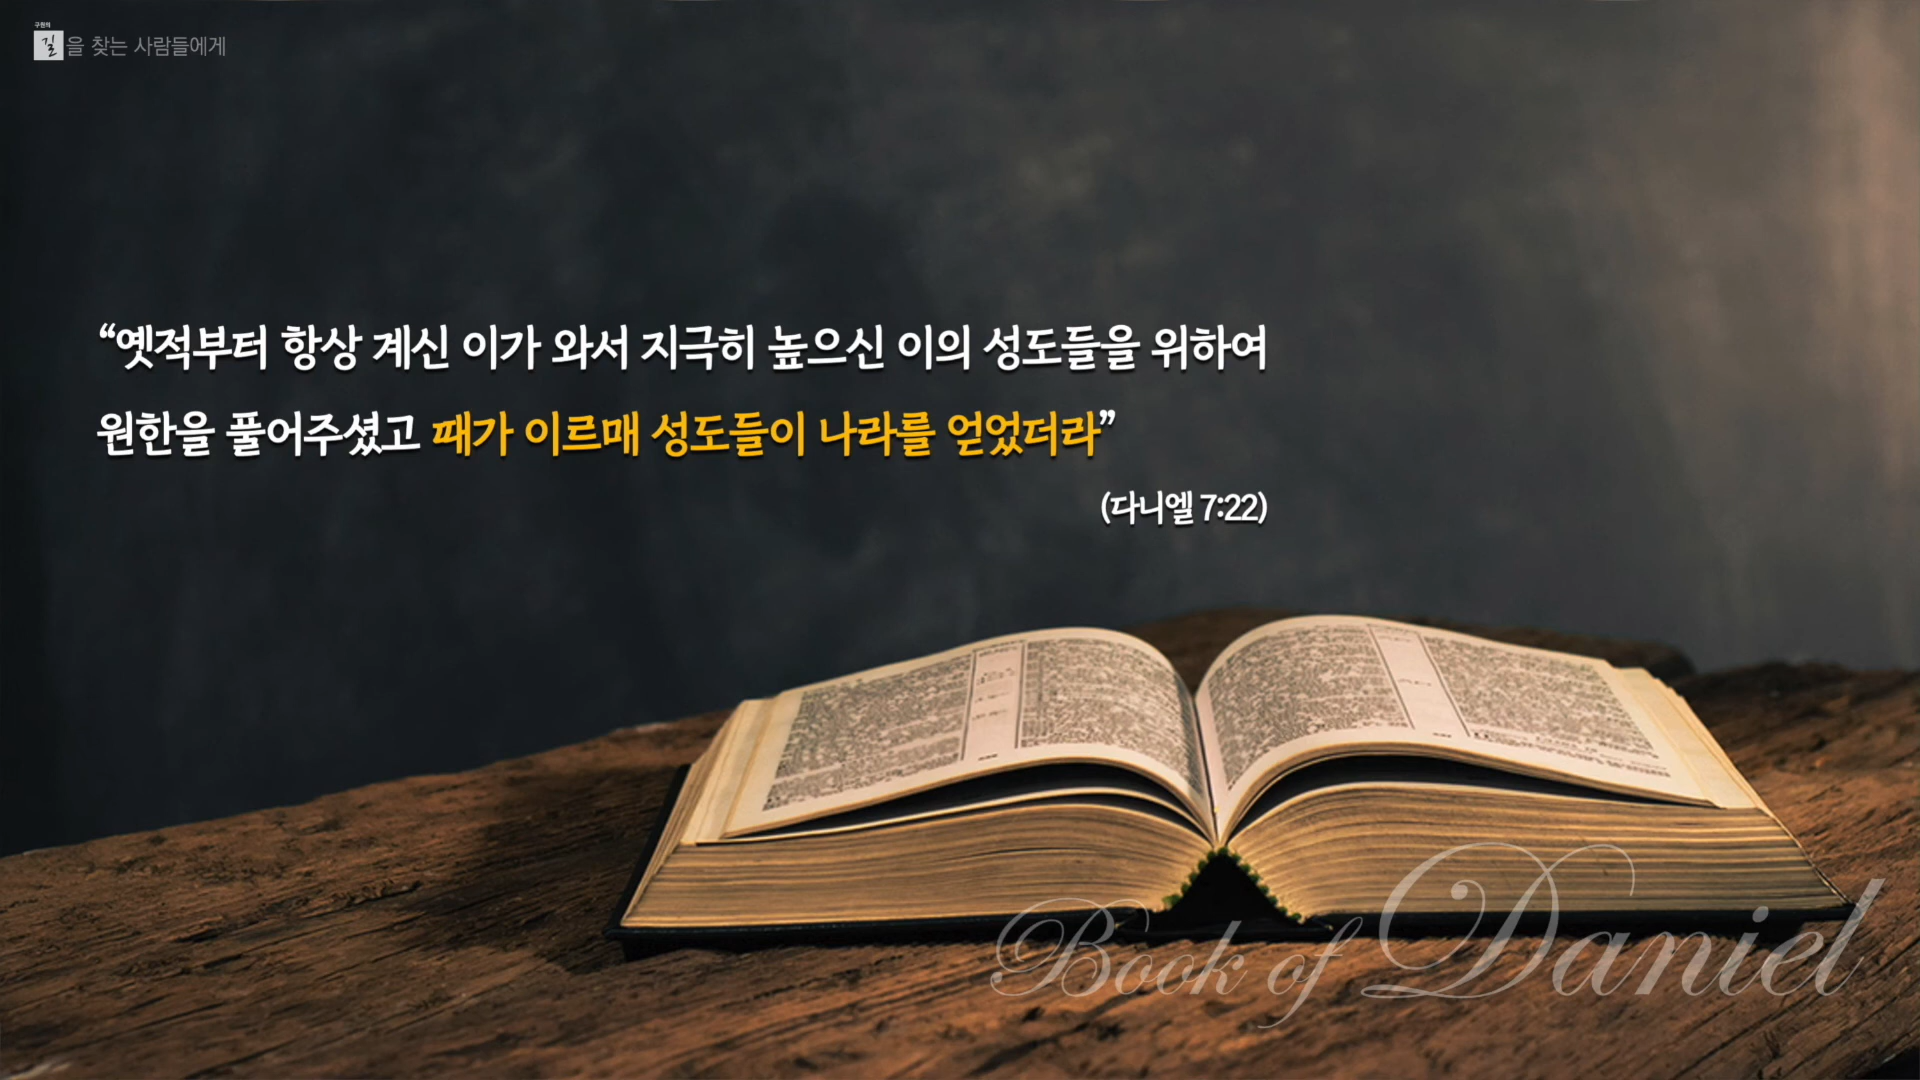 구원의
길을 찾는 사람들에게
“옛적부터 항상 계신 이가 와서 지극히 높으신 이의 성도들을 위하여
원한을 풀어주셨고 때가 이르매 성도들이 나라를 얻었더라”
(다니엘 7:22)
Book of Daniel